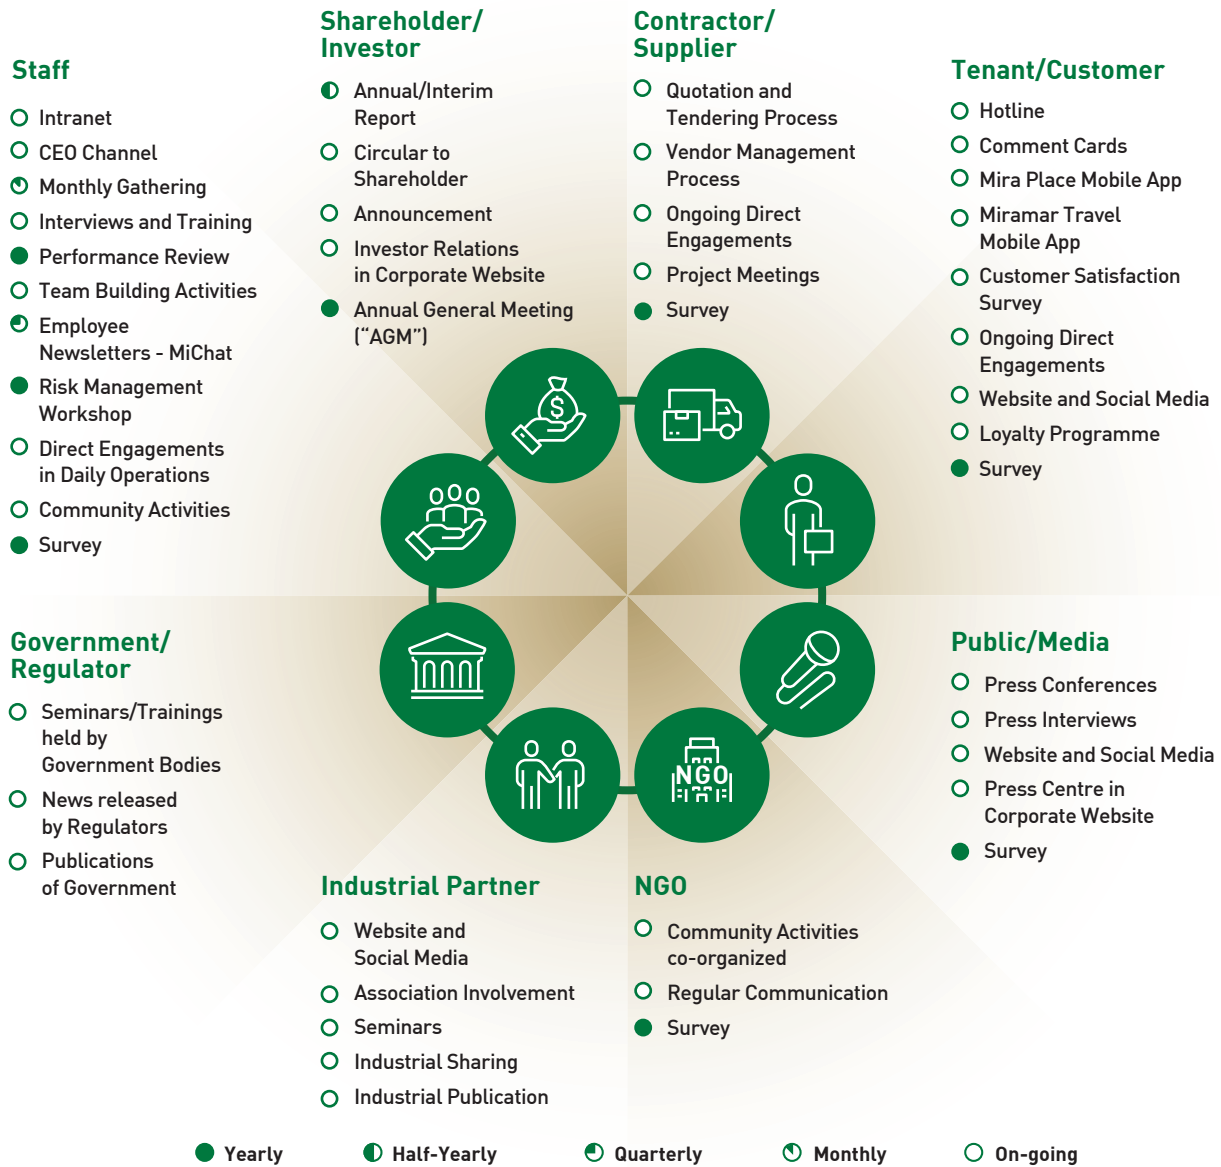 Staff
Intranet
CEO Channel
Monthly Gathering
Interviews and Training
Performance Review
Team Building Activities
Employee
Newsletters - MiChat
Risk Management
Workshop
Direct Engagements
in Daily Operations
Community Activities
Survey
Shareholder/
Investor
Annual/Interim
Report
Circular to
Shareholder
Announcement
Investor Relations
in Corporate Website
Annual General Meeting
(“AGM”)
Contractor/
Supplier
Quotation and
Tendering Process
Vendor Management
Process
Ongoing Direct
Engagements
Project Meetings
Survey
Tenant/Customer
Hotline
Comment Cards
Mira Place Mobile App
Miramar Travel
Mobile App
Customer Satisfaction
Survey
Ongoing Direct
Engagements
Website and Social Media
Loyalty Programme
Survey
$
NGO
Government/
Regulator
Seminars/Trainings
held by
Government Bodies
News released
by Regulators
Publications
of Government
Industrial Partner
Website and
Social Media
Association Involvement
Seminars
Industrial Sharing
Industrial Publication
NGO
Community Activities
co-organized
Regular Communication
Survey
Public/Media
Press Conferences
Press Interviews
Website and Social Media
Press Centre in
Corporate Website
Survey
Yearly
Half-Yearly
Quarterly
Monthly
On-going